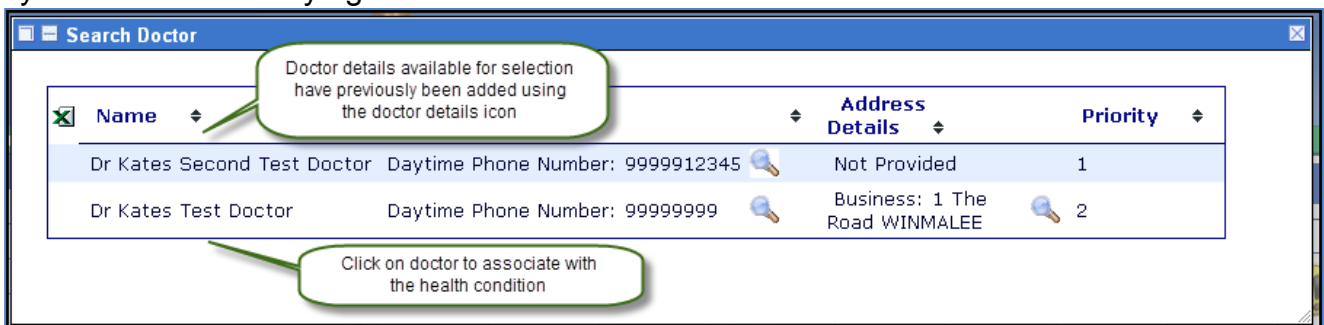 Search Doctor
Doctor details available for selection
have previously been added using
the doctor details icon
Name
Address
Details
Priority
Dr Kates Second Test Doctor Daytime Phone Number: 9999912345 Not Provided 1
Dr Kates Test Doctor Daytime Phone Number: 99999999 Business: 1 The
Road WINMALEE 2
Click on doctor to associate with
the health condition